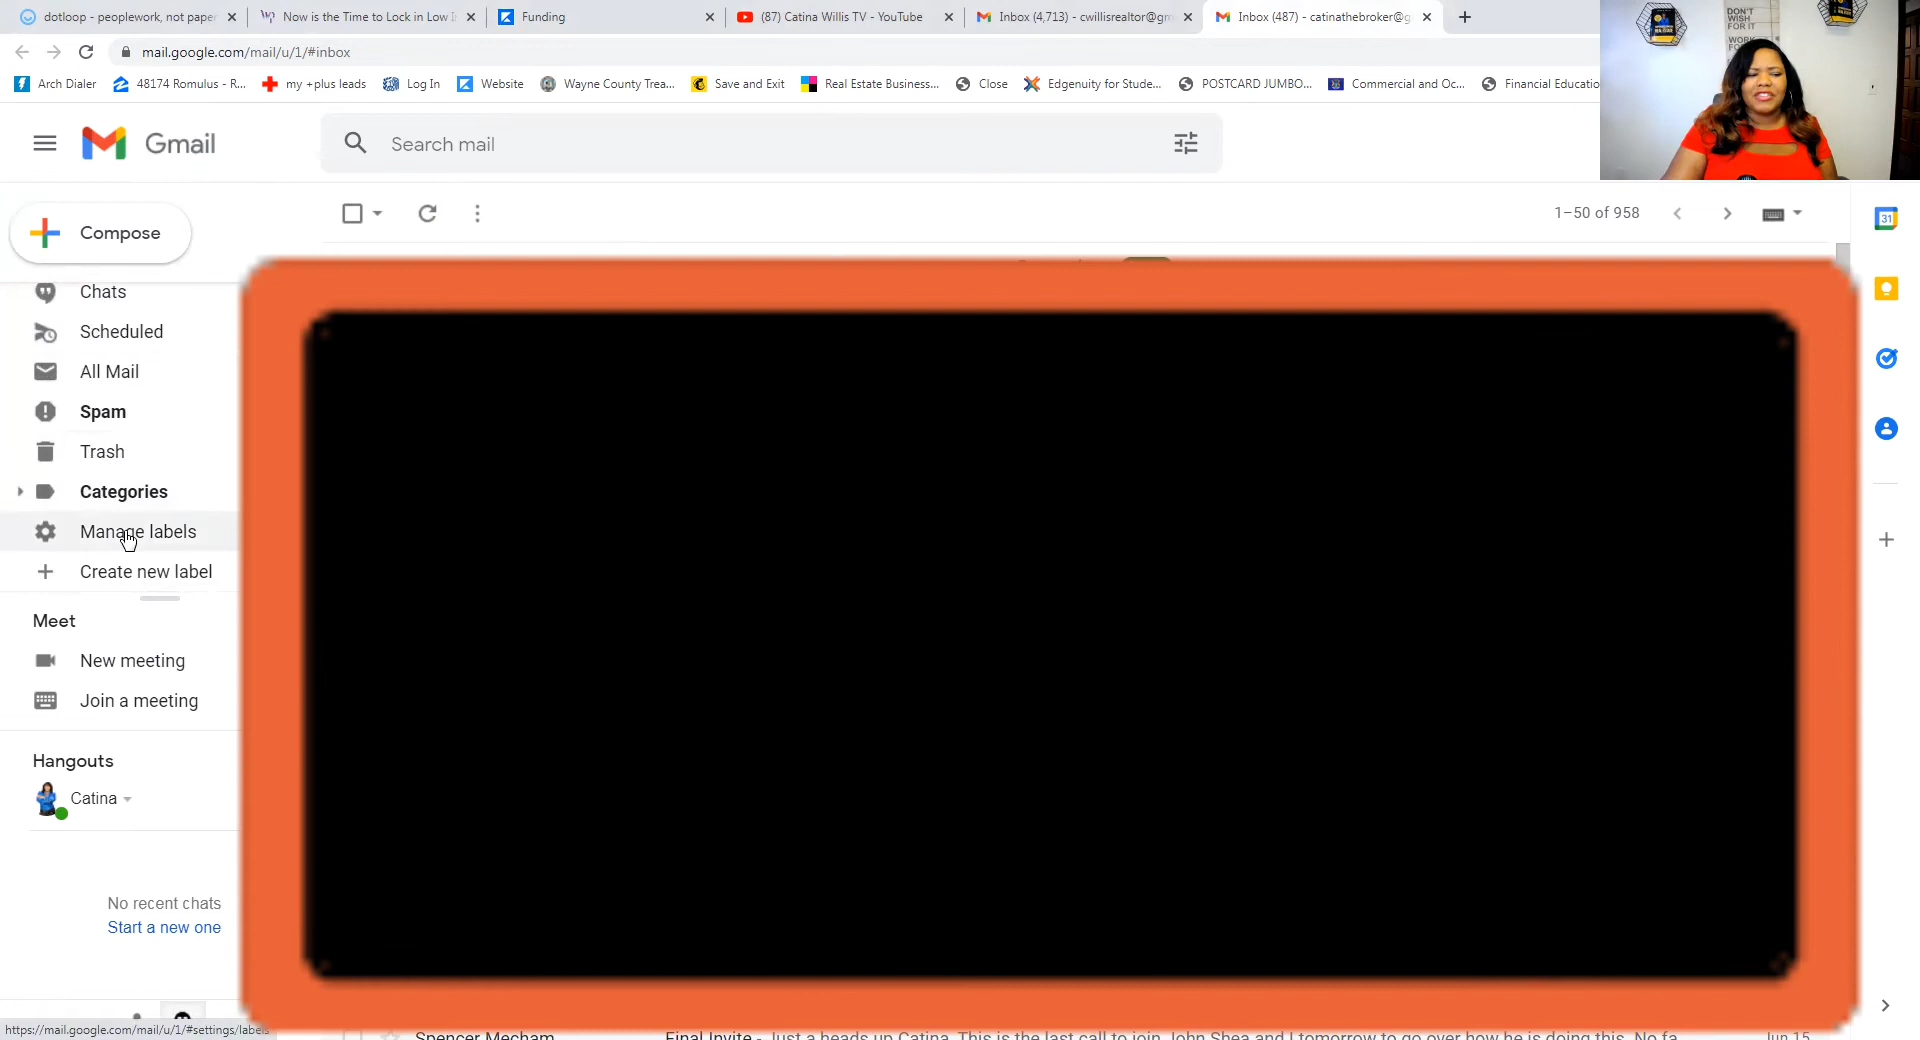 dotloop - peoplework, not paper
Now is the Time to Lock in Low
Funding
(87) Catina Willis TV - YouTube
Inbox (4,713) - cwillisrealtor@gm
Inbox (487) - catinathebroker@g
DON'T
WISH
FOR IT
WORK
mail.google.com/mail/u/1/#inbox
Arch Dialer
48174 Romulus - R...
my +plus leads
Log In
Website
Wayne County Trea...
Save and Exit
Real Estate Business...
Close
Edgenuity for Stude...
POSTCARD JUMBO...
Commercial and Oc...
Financial Educatio
Gmail
Search mail
Compose
1–50 of 958
31
Chats
Scheduled
All Mail
Spam
Trash
Categories
Manage labels
Create new label
Meet
New meeting
Join a meeting
Hangouts
Catina
No recent chats
Start a new one
https://mail.google.com/mail/u/1/#settings/labels
Spencer Mecham
Final Invite - Just a heads up Catina. This is the last call to join John Shea and I tomorrow to go over how he is doing this. No fa
Jun 15